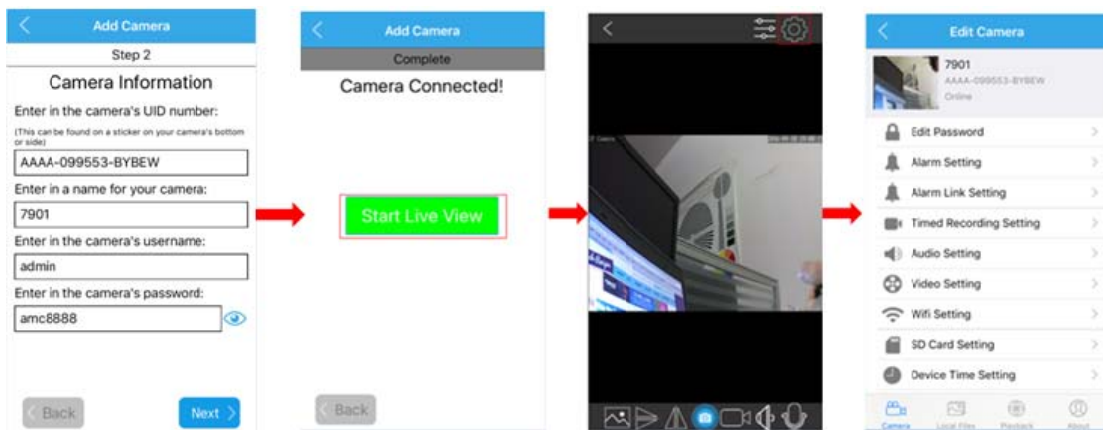 Add Camera
Step 2
Camera Information
Enter in the camera's UID number:
(This can be found on a sticker on your camera's bottom
or side)
AAAA-099553-BYBEW
Enter in a name for your camera:
7901
Enter in the camera's username:
admin
Enter in the camera's password:
amc8888
Back
Next
Add Camera
Complete
Camera Connected!
Start Live View
Back
Edit Camera
7901
AAAA-099553-BYBEW
Online
Edit Password
Alarm Setting
Alarm Link Setting
Timed Recording Setting
Audio Setting
Video Setting
Wifi Setting
SD Card Setting
Device Time Setting
Camera
Local Files
Playback
About